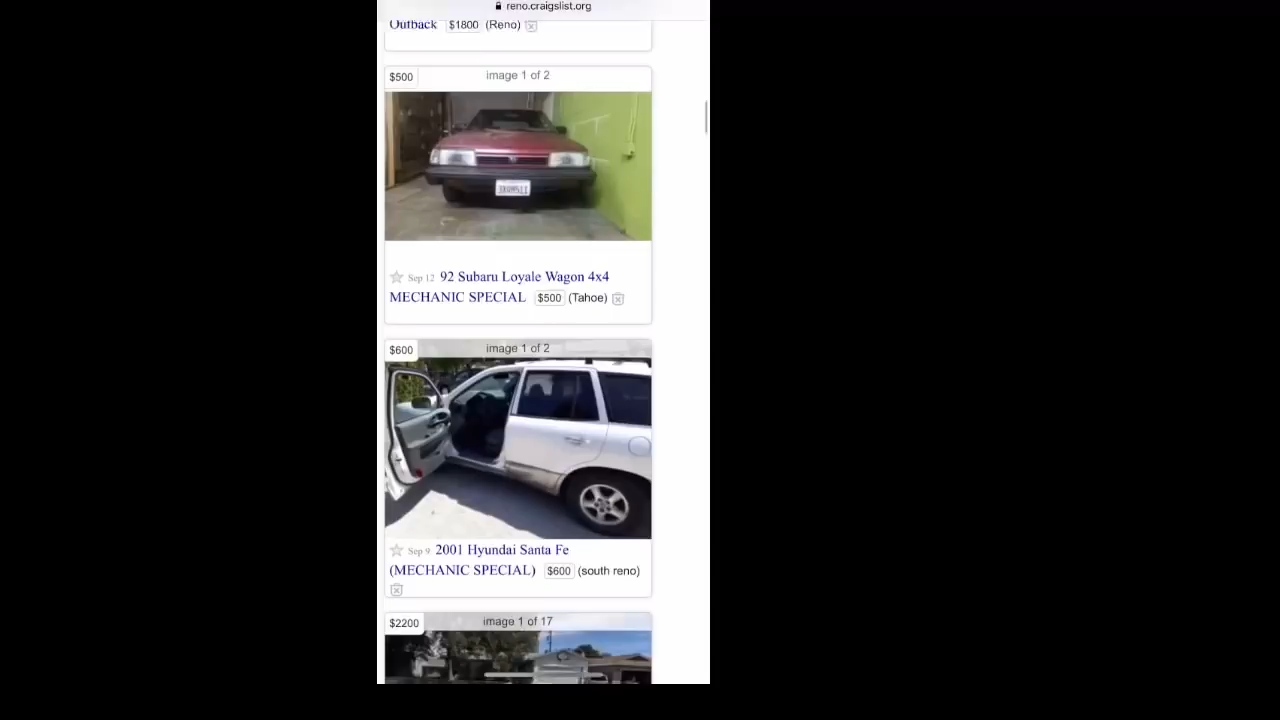 reno.craigslist.org
Outback $1800 (Reno)
$500 image 1 of 2
Sep 12 92 Subaru Loyale Wagon 4x4
MECHANIC SPECIAL $500 (Tahoe)
$600 image 1 of 2
Sep 9 2001 Hyundai Santa Fe
(MECHANIC SPECIAL) $600 (south reno)
$2200 image 1 of 17